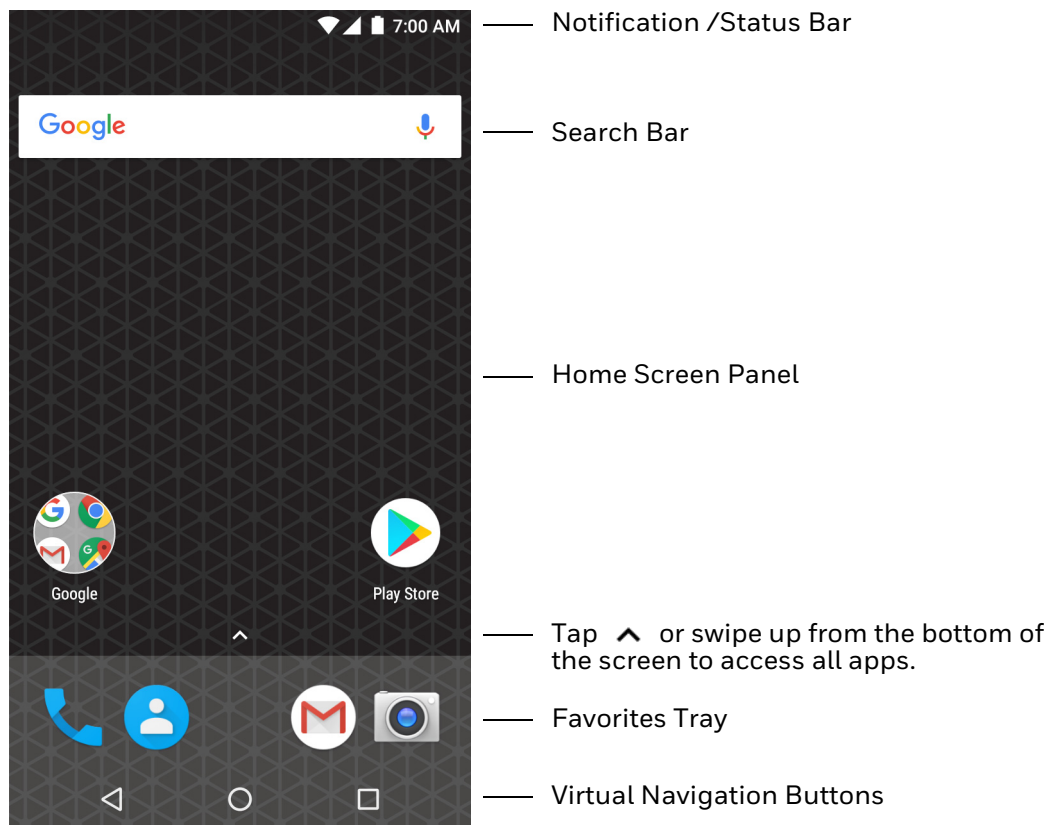 7:00 AM
Notification /Status Bar
Google
Search Bar
Home Screen Panel
G
G
Google
Play Store
Tap or swipe up from the bottom of
the screen to access all apps.
Favorites Tray
Virtual Navigation Buttons